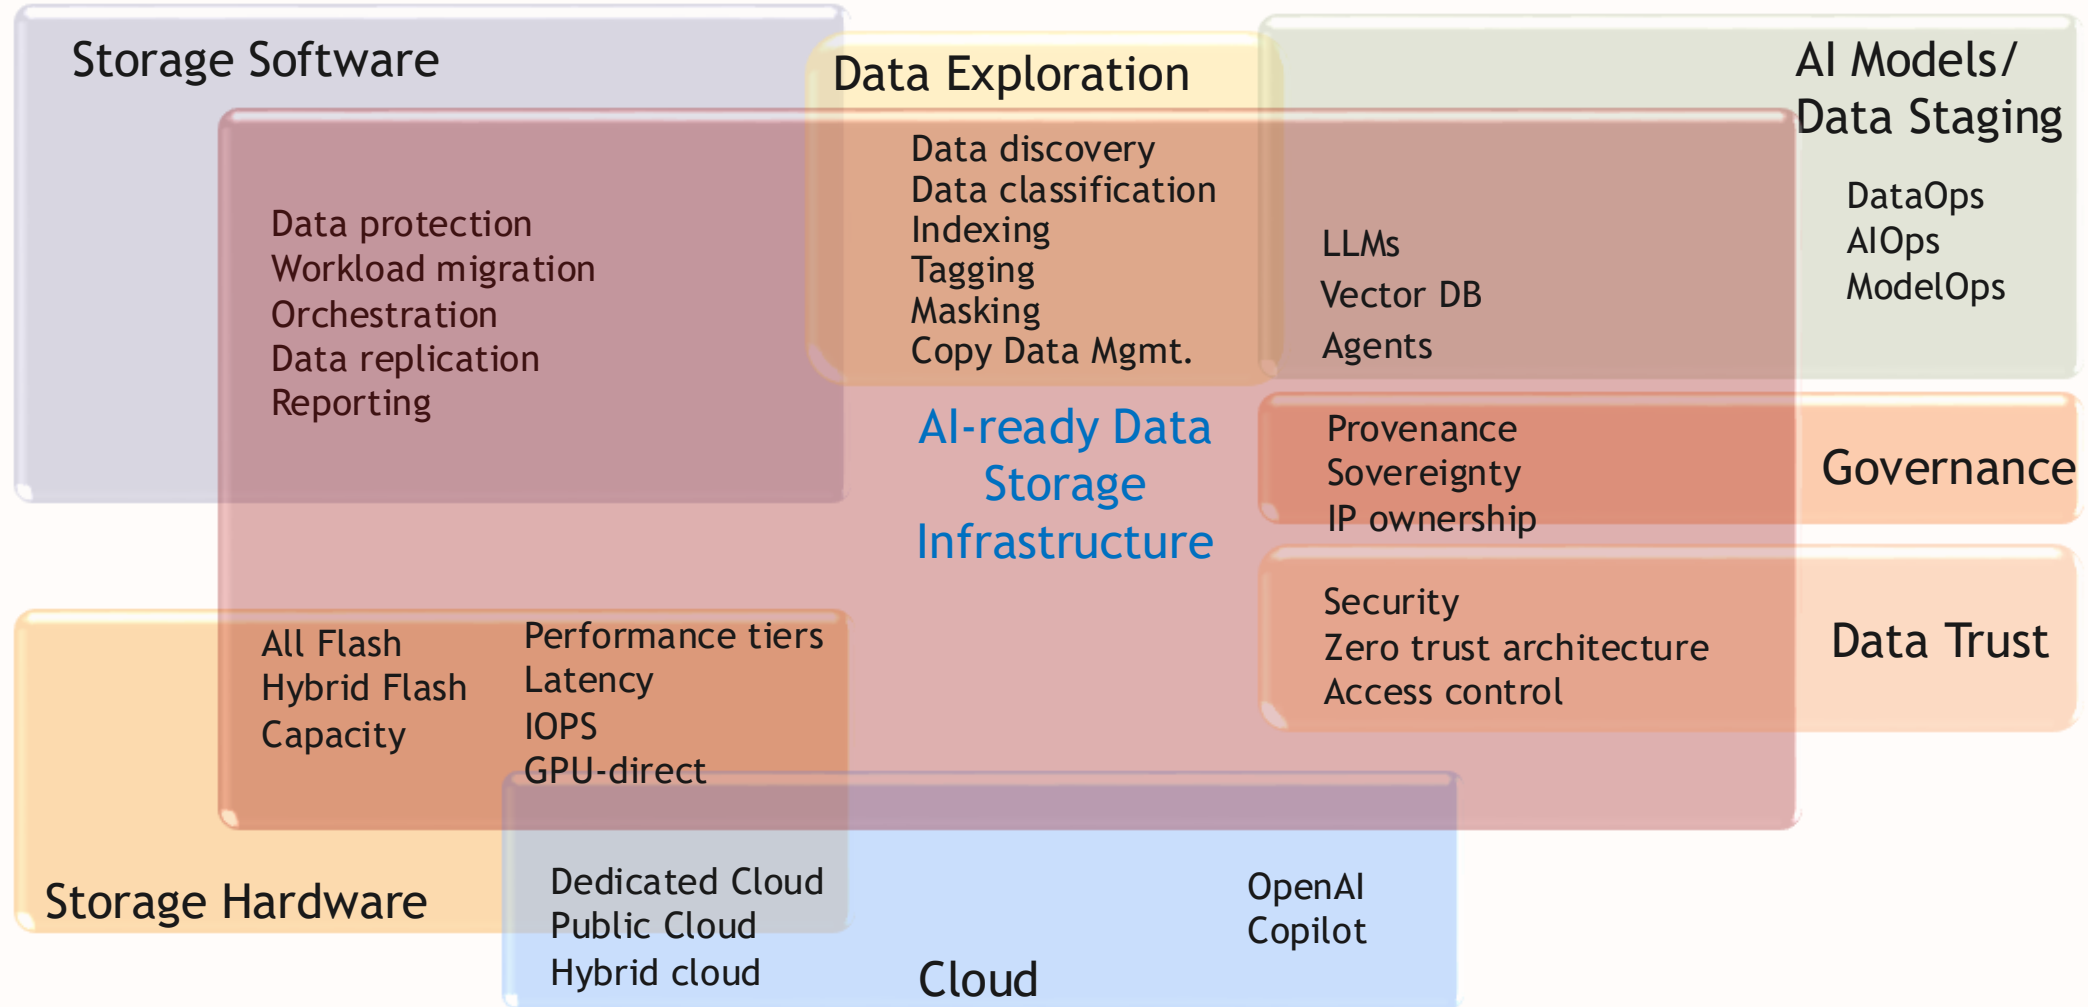 Storage Software
Data protection
Workload migration
Orchestration
Data replication
Reporting
Data Exploration
Data discovery
Data classification
Indexing
Tagging
Masking
Copy Data Mgmt.
AI Models/
Data Staging
DataOps
AIOps
ModelOps
LLMs
Vector DB
Agents
AI-ready Data
Storage
Infrastructure
Provenance
Sovereignty
IP ownership
Governance
Security
Zero trust architecture
Access control
Data Trust
All Flash
Hybrid Flash
Capacity
Performance tiers
Latency
IOPS
GPU-direct
Storage Hardware
Dedicated Cloud
Public Cloud
Hybrid cloud
Cloud
OpenAI
Copilot